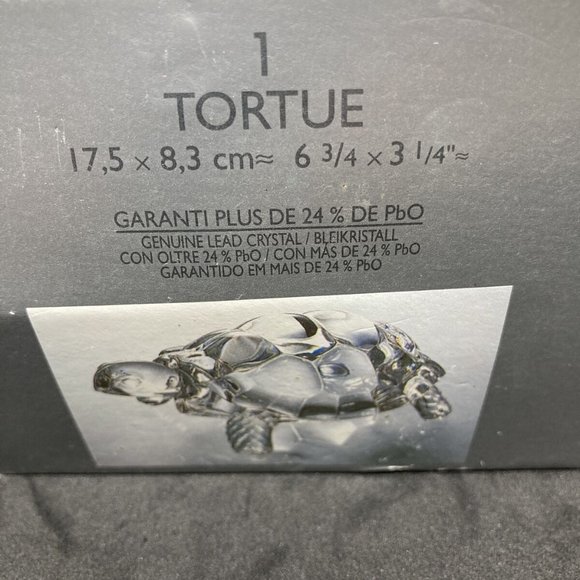 1
TORTUE
17,5 x 8,3 cm≈ 6 3/4 x 3 1/4"≈
GARANTI PLUS DE 24 % DE PbO
GENUINE LEAD CRYSTAL / BLEIKRISTALL
CON OLTRE 24 % PbO / CON MÁS DE 24 % PbO
GARANTIDO EM MAIS DE 24 % PbO